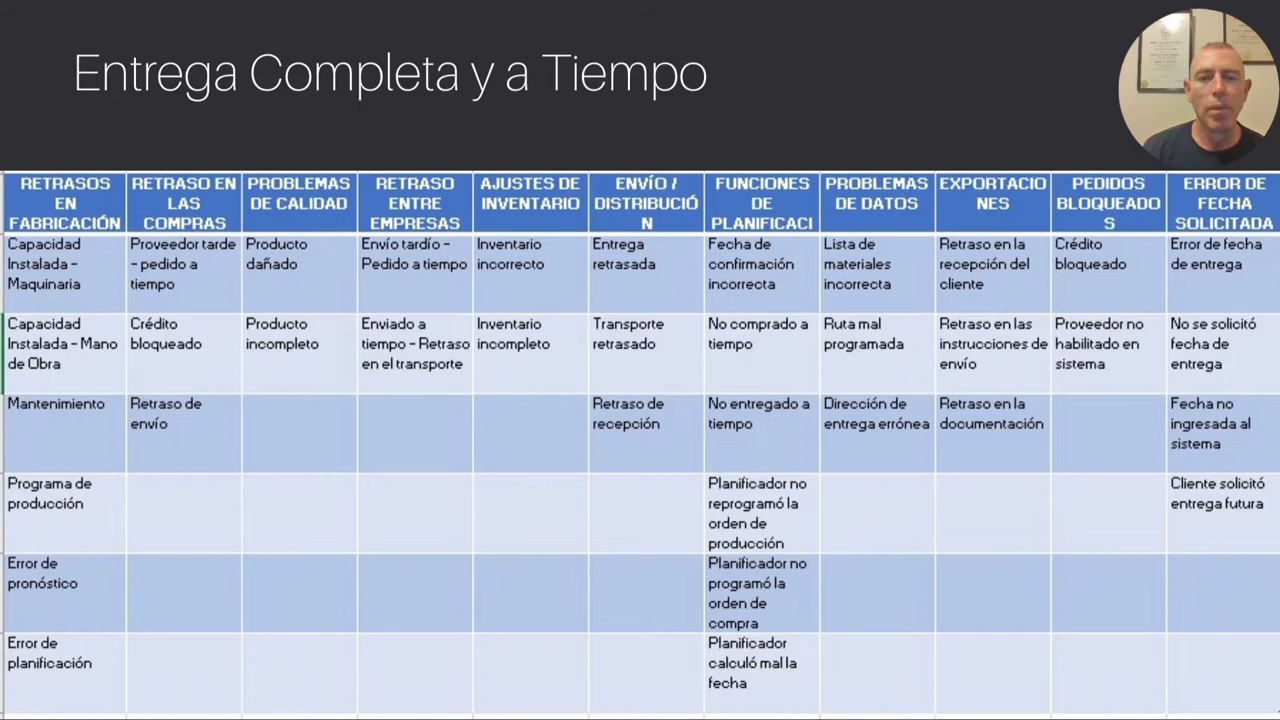 Entrega Completa y a Tiempo
RETRASOS
EN
FABRICACIÓN
RETRASO EN
LAS
COMPRAS
PROBLEMAS
DE CALIDAD
RETRASO
ENTRE
EMPRESAS
AJUSTES DE
INVENTARIO
ENVÍO /
DISTRIBUCIÓ
N
FUNCIONES
DE
PLANIFICACI
PROBLEMAS
DE DATOS
EXPORTACIO
NES
PEDIDOS
BLOQUEADO
S
ERROR DE
FECHA
SOLICITADA
Capacidad
Instalada -
Maquinaria
Proveedor tarde
- pedido a
tiempo
Producto
dañado
Envío tardío -
Pedido a tiempo
Inventario
incorrecto
Entrega
retrasada
Fecha de
confirmación
incorrecta
Lista de
materiales
incorrecta
Retraso en la
recepción del
cliente
Crédito
bloqueado
Error de fecha
de entrega
Capacidad
Instalada - Mano
de Obra
Crédito
bloqueado
Producto
incompleto
Enviado a
tiempo - Retraso
en el transporte
Inventario
incompleto
Transporte
retrasado
No comprado a
tiempo
Ruta mal
programada
Retraso en las
instrucciones de
envío
Proveedor no
habilitado en
sistema
No se solicitó
fecha de
entrega
Mantenimiento
Retraso de
envío
Retraso de
recepción
No entregado a
tiempo
Dirección de
entrega errónea
Retraso en la
documentación
Fecha no
ingresada al
sistema
Programa de
producción
Planificador no
reprogramó la
orden de
producción
Cliente solicitó
entrega futura
Error de
pronóstico
Planificador no
programó la
orden de
compra
Error de
planificación
Planificador
calculó mal la
fecha